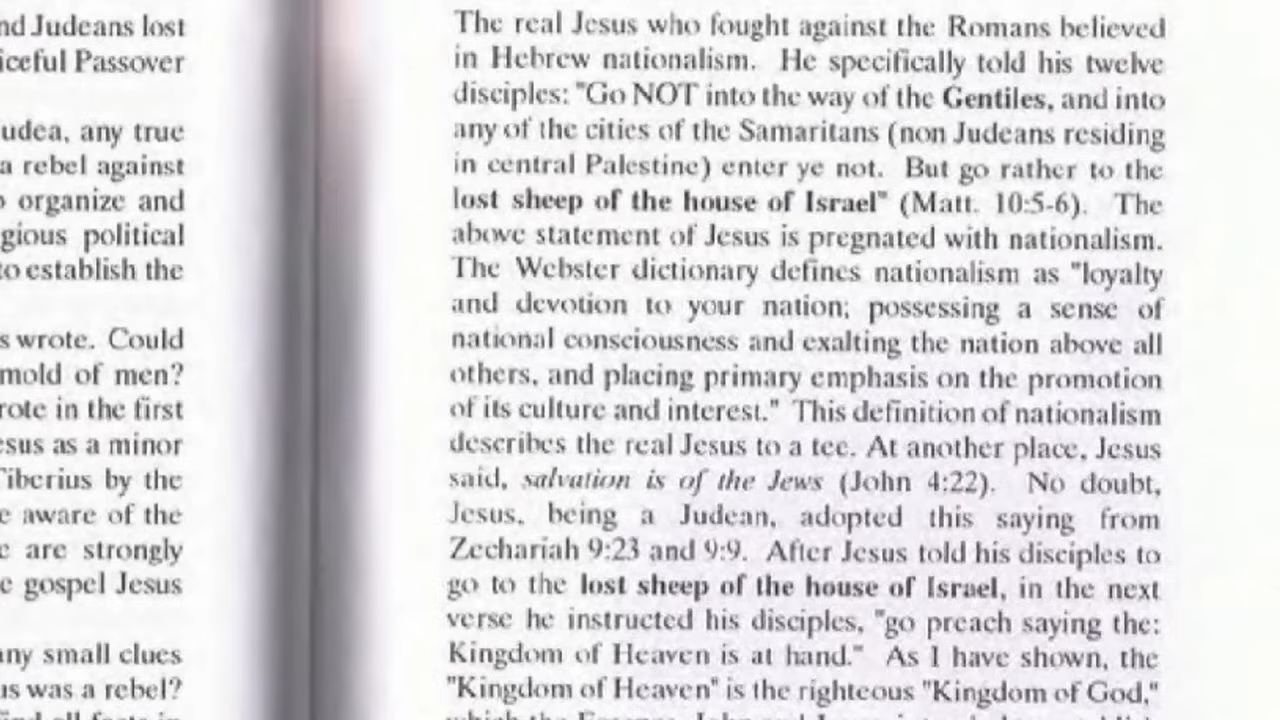 nd Judeans lost
iceful Passover
udea, any true
a rebel against
organize and
gious political
to establish the
s wrote. Could
mold of men?
rote in the first
esus as a minor
Tiberius by the
e aware of the
e are strongly
e gospel Jesus
any small clues
us was a rebel?
The real Jesus who fought against the Romans believed
in Hebrew nationalism. He specifically told his twelve
disciples: "Go NOT into the way of the Gentiles, and into
any of the cities of the Samaritans (non Judeans residing
in central Palestine) enter ye not. But go rather to the
lost sheep of the house of Israel" (Matt. 10:5-6). The
above statement of Jesus is pregnated with nationalism.
The Webster dictionary defines nationalism as "loyalty
and devotion to your nation; possessing a sense of
national consciousness and exalting the nation above all
others, and placing primary emphasis on the promotion
of its culture and interest." This definition of nationalism
describes the real Jesus to a tee. At another place, Jesus
said, salvation is of the Jews (John 4:22). No doubt,
Jesus, being a Judean, adopted this saying from
Zechariah 9:23 and 9:9. After Jesus told his disciples to
go to the lost sheep of the house of Israel, in the next
verse he instructed his disciples, "go preach saying the:
Kingdom of Heaven is at hand." As I have shown, the
"Kingdom of Heaven" is the righteous "Kingdom of God,"